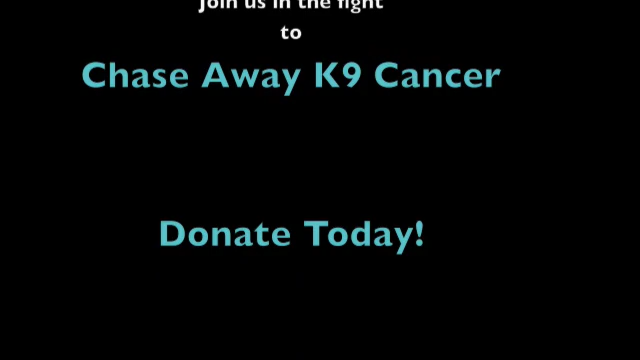 Join us in the fight
to
Chase Away K9 Cancer
Donate Today!